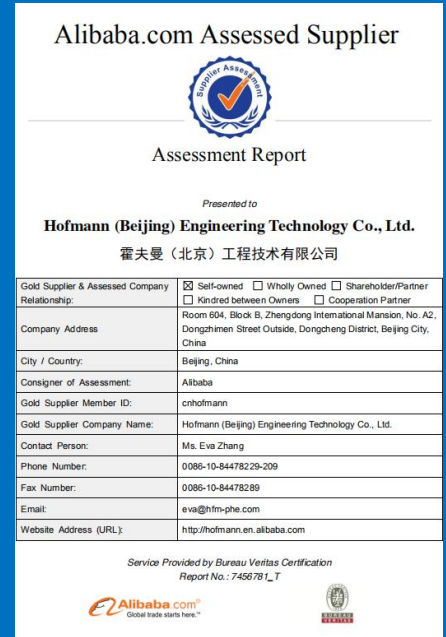 Alibaba.com Assessed Supplier
Supplier Assessment
Assessment Report
Presented to
Hofmann (Beijing) Engineering Technology Co., Ltd.
霍夫曼（北京）工程技术有限公司
Gold Supplier & Assessed Company Relationship: ☒ Self-owned ☐ Wholly Owned ☐ Shareholder/Partner
☐ Kindred between Owners ☐ Cooperation Partner
Company Address Room 604, Block B, Zhengdong International Mansion, No. A2,
Dongzhimen Street Outside, Dongcheng District, Beijing City,
China
City / Country: Beijing, China
Consigner of Assessment: Alibaba
Gold Supplier Member ID: cnhofmann
Gold Supplier Company Name: Hofmann (Beijing) Engineering Technology Co., Ltd.
Contact Person: Ms. Eva Zhang
Phone Number: 0086-10-84478229-209
Fax Number: 0086-10-84478289
Email: eva@hfm-phe.com
Website Address (URL): http://hofmann.en.alibaba.com
Service Provided by Bureau Veritas Certification
Report No.: 7456781_T
Alibaba.com®
Global trade starts here.™
BUREAU
VERITAS